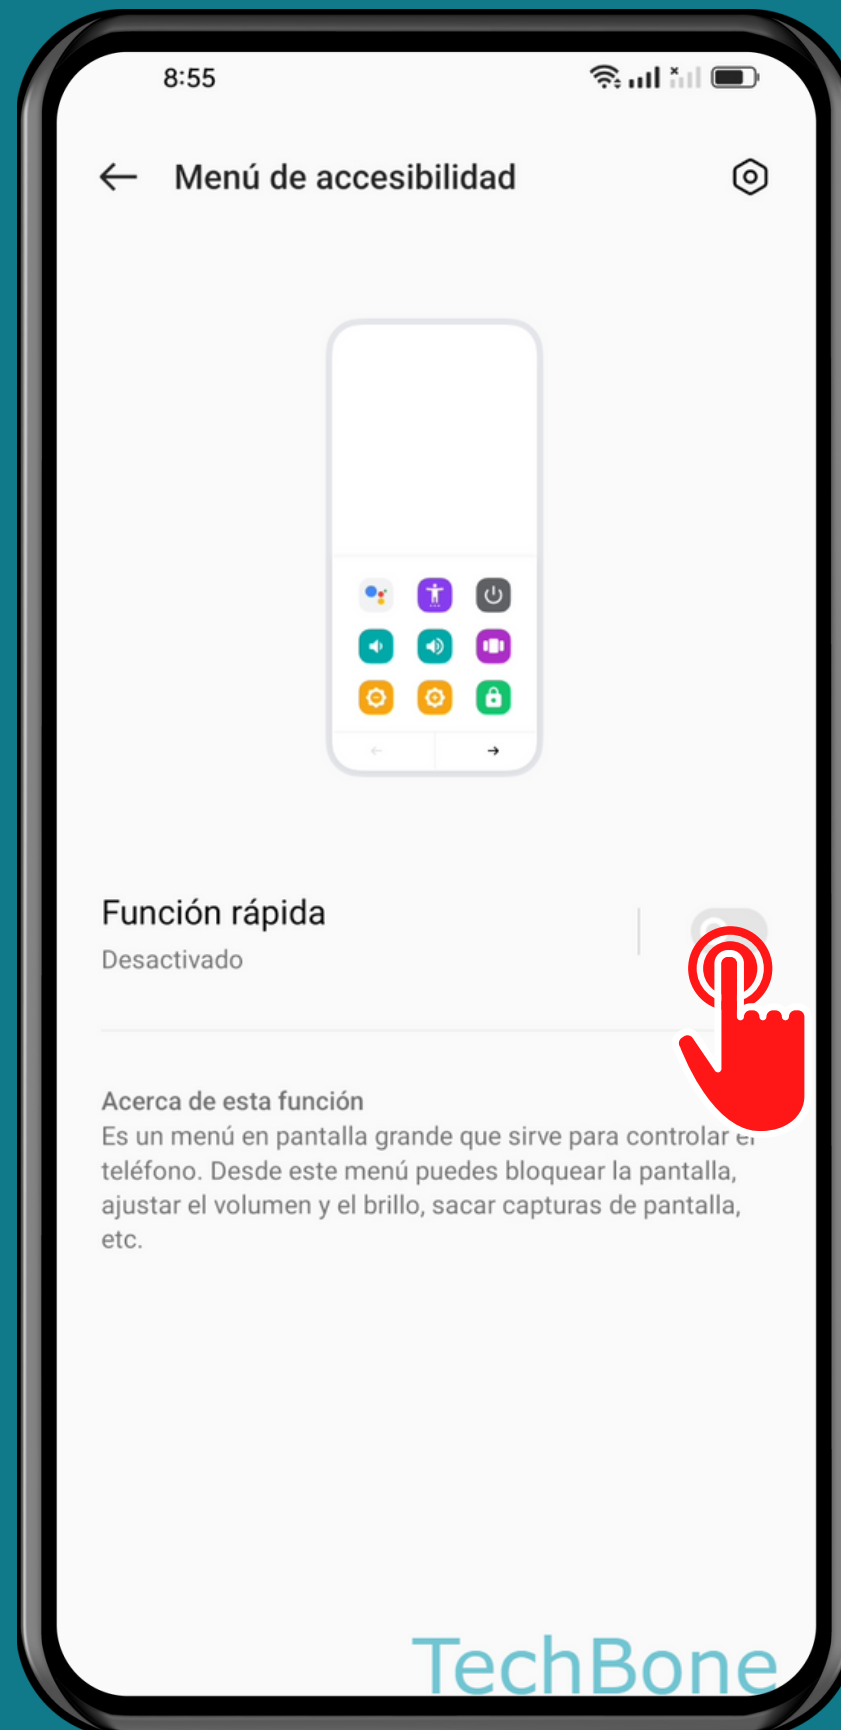 8:55
Menú de accesibilidad
Función rápida
Desactivado
Acerca de esta función
Es un menú en pantalla grande que sirve para controlar el
teléfono. Desde este menú puedes bloquear la pantalla,
ajustar el volumen y el brillo, sacar capturas de pantalla,
etc.
TechBone